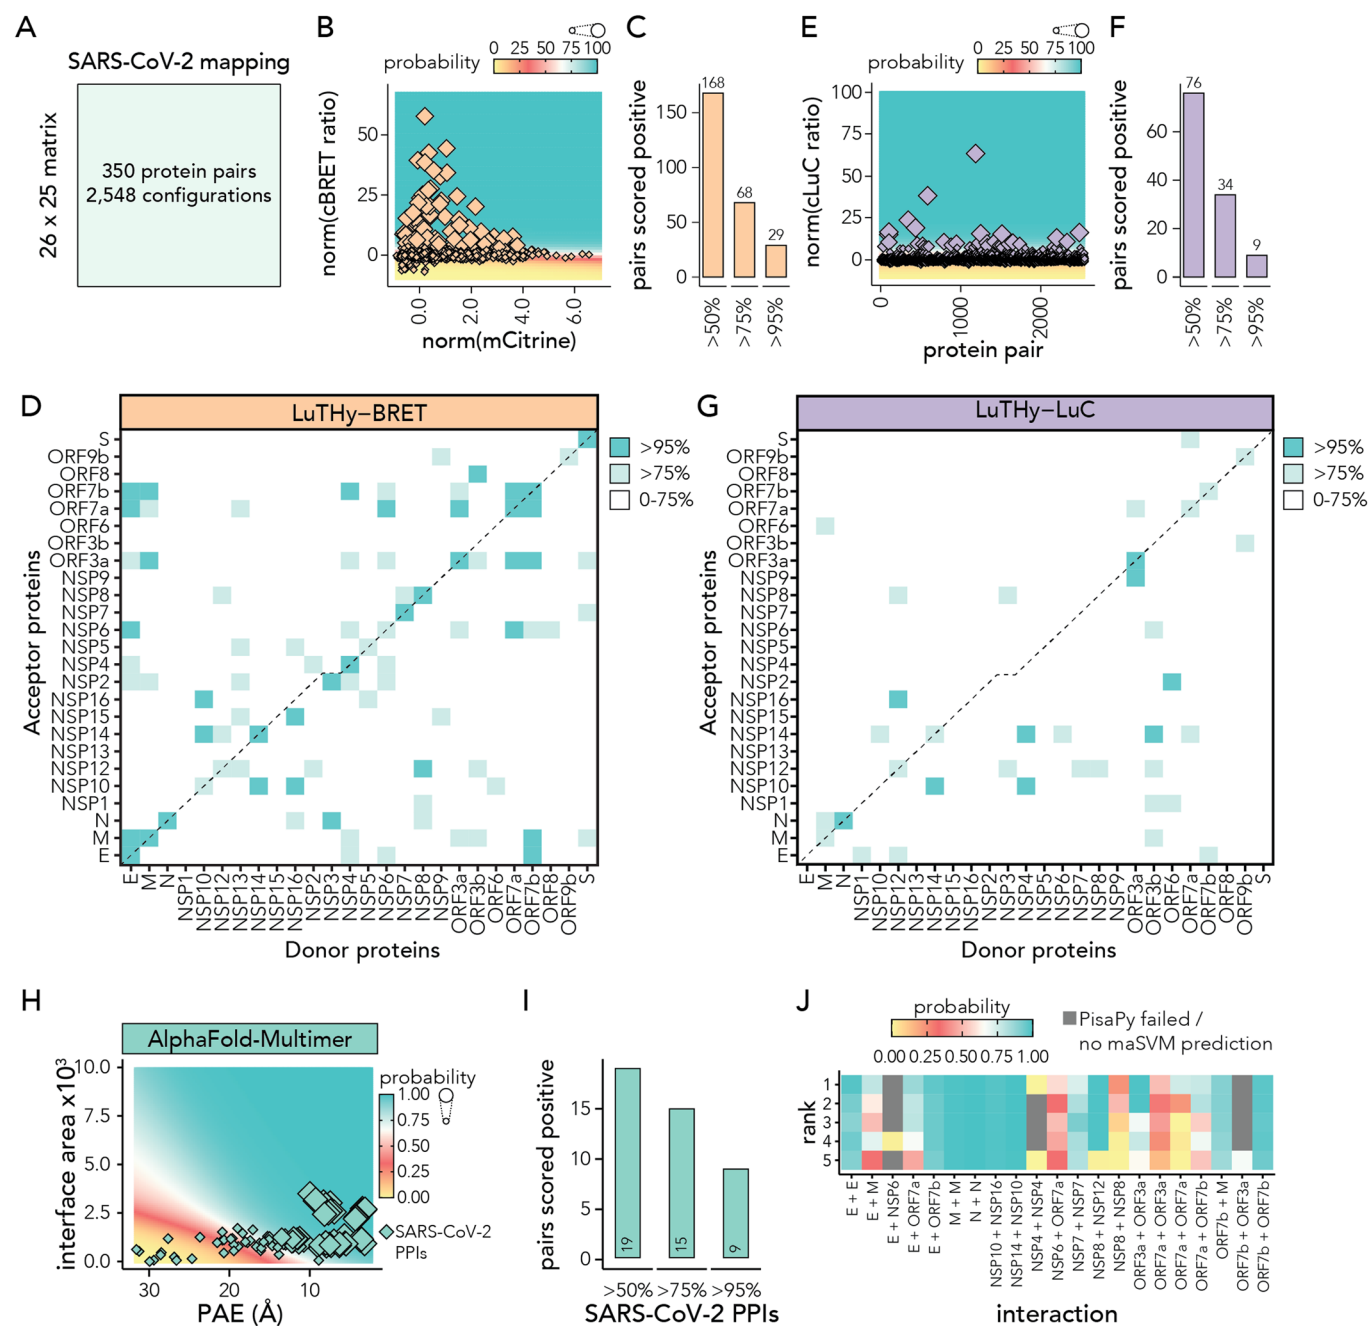 A
SARS-CoV-2 mapping
26 x 25 matrix
350 protein pairs
2,548 configurations
B
probability
0 25 50 75 100
norm(cBRET ratio)
50
25
0
0.0 2.0 4.0 6.0
norm(mCitrine)
C
pairs scored positive
150
100
50
0
168
68
29
>50% >75% >95%
E
probability
0 25 50 75 100
norm(cLuC ratio)
100
75
50
25
0
0 1000 2000
protein pair
F
pairs scored positive
60
40
20
0
76
34
9
>50% >75% >95%
D
LuTHy–BRET
Acceptor proteins
S
ORF9b
ORF8
ORF7b
ORF7a
ORF6
ORF3b
ORF3a
NSP9
NSP8
NSP7
NSP6
NSP5
NSP4
NSP2
NSP16
NSP15
NSP14
NSP13
NSP12
NSP10
NSP1
N
M
E
E M N NSP1 NSP10 NSP12 NSP13 NSP14 NSP15 NSP16 NSP2 NSP3 NSP4 NSP5 NSP6 NSP7 NSP8 NSP9 ORF3a ORF3b ORF6 ORF7a ORF7b ORF8 ORF9b S
Donor proteins
>95%
>75%
0-75%
G
LuTHy–LuC
Acceptor proteins
S
ORF9b
ORF8
ORF7b
ORF7a
ORF6
ORF3b
ORF3a
NSP9
NSP8
NSP7
NSP6
NSP5
NSP4
NSP2
NSP16
NSP15
NSP14
NSP13
NSP12
NSP10
NSP1
N
M
E
E M N NSP1 NSP10 NSP12 NSP13 NSP14 NSP15 NSP16 NSP2 NSP3 NSP4 NSP5 NSP6 NSP7 NSP8 NSP9 ORF3a ORF3b ORF6 ORF7a ORF7b ORF8 ORF9b S
Donor proteins
>95%
>75%
0-75%
H
AlphaFold-Multimer
interface area x10³
10.0
7.5
5.0
2.5
0.0
30 20 10
PAE (Å)
probability
1.00
0.75
0.50
0.25
0.00
SARS-CoV-2
PPIs
I
pairs scored positive
15
10
5
0
19
15
9
>50% >75% >95%
SARS-CoV-2 PPIs
J
probability
0.00 0.25 0.50 0.75 1.00
PisaPy failed /
no maSVM prediction
rank
1
2
3
4
5
E + E
E + M
E + NSP6
E + ORF7a
E + ORF7b
M + M
N + N
NSP10 + NSP16
NSP14 + NSP10
NSP4 + NSP4
NSP6 + ORF7a
NSP7 + NSP7
NSP8 + NSP12
NSP8 + NSP8
ORF3a + ORF3a
ORF7a + ORF3a
ORF7a + ORF7a
ORF7a + ORF7b
ORF7b + M
ORF7b + ORF3a
ORF7b + ORF7b
interaction